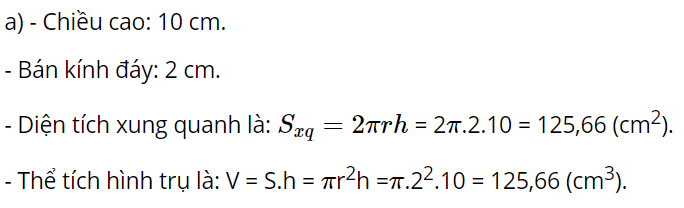 a) - Chiều cao: 10 cm.
- Bán kính đáy: 2 cm.
- Diện tích xung quanh là: Sxq = 2πrh = 2π.2.10 = 125,66 (cm²).
- Thể tích hình trụ là: V = S.h = πr²h =π.2².10 = 125,66 (cm³).